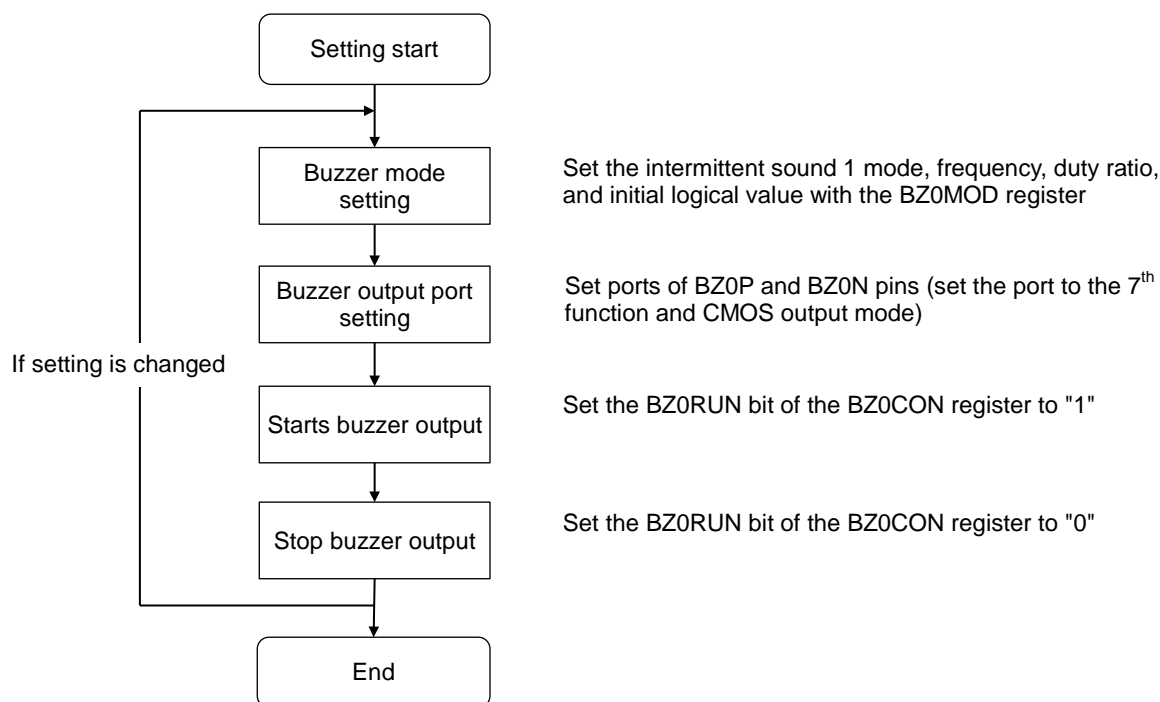 Setting start
Buzzer mode
setting
Set the intermittent sound 1 mode, frequency, duty ratio,
and initial logical value with the BZ0MOD register
Buzzer output port
setting
Set ports of BZ0P and BZ0N pins (set the port to the 7th
function and CMOS output mode)
If setting is changed
Starts buzzer output
Set the BZ0RUN bit of the BZ0CON register to "1"
Stop buzzer output
Set the BZ0RUN bit of the BZ0CON register to "0"
End